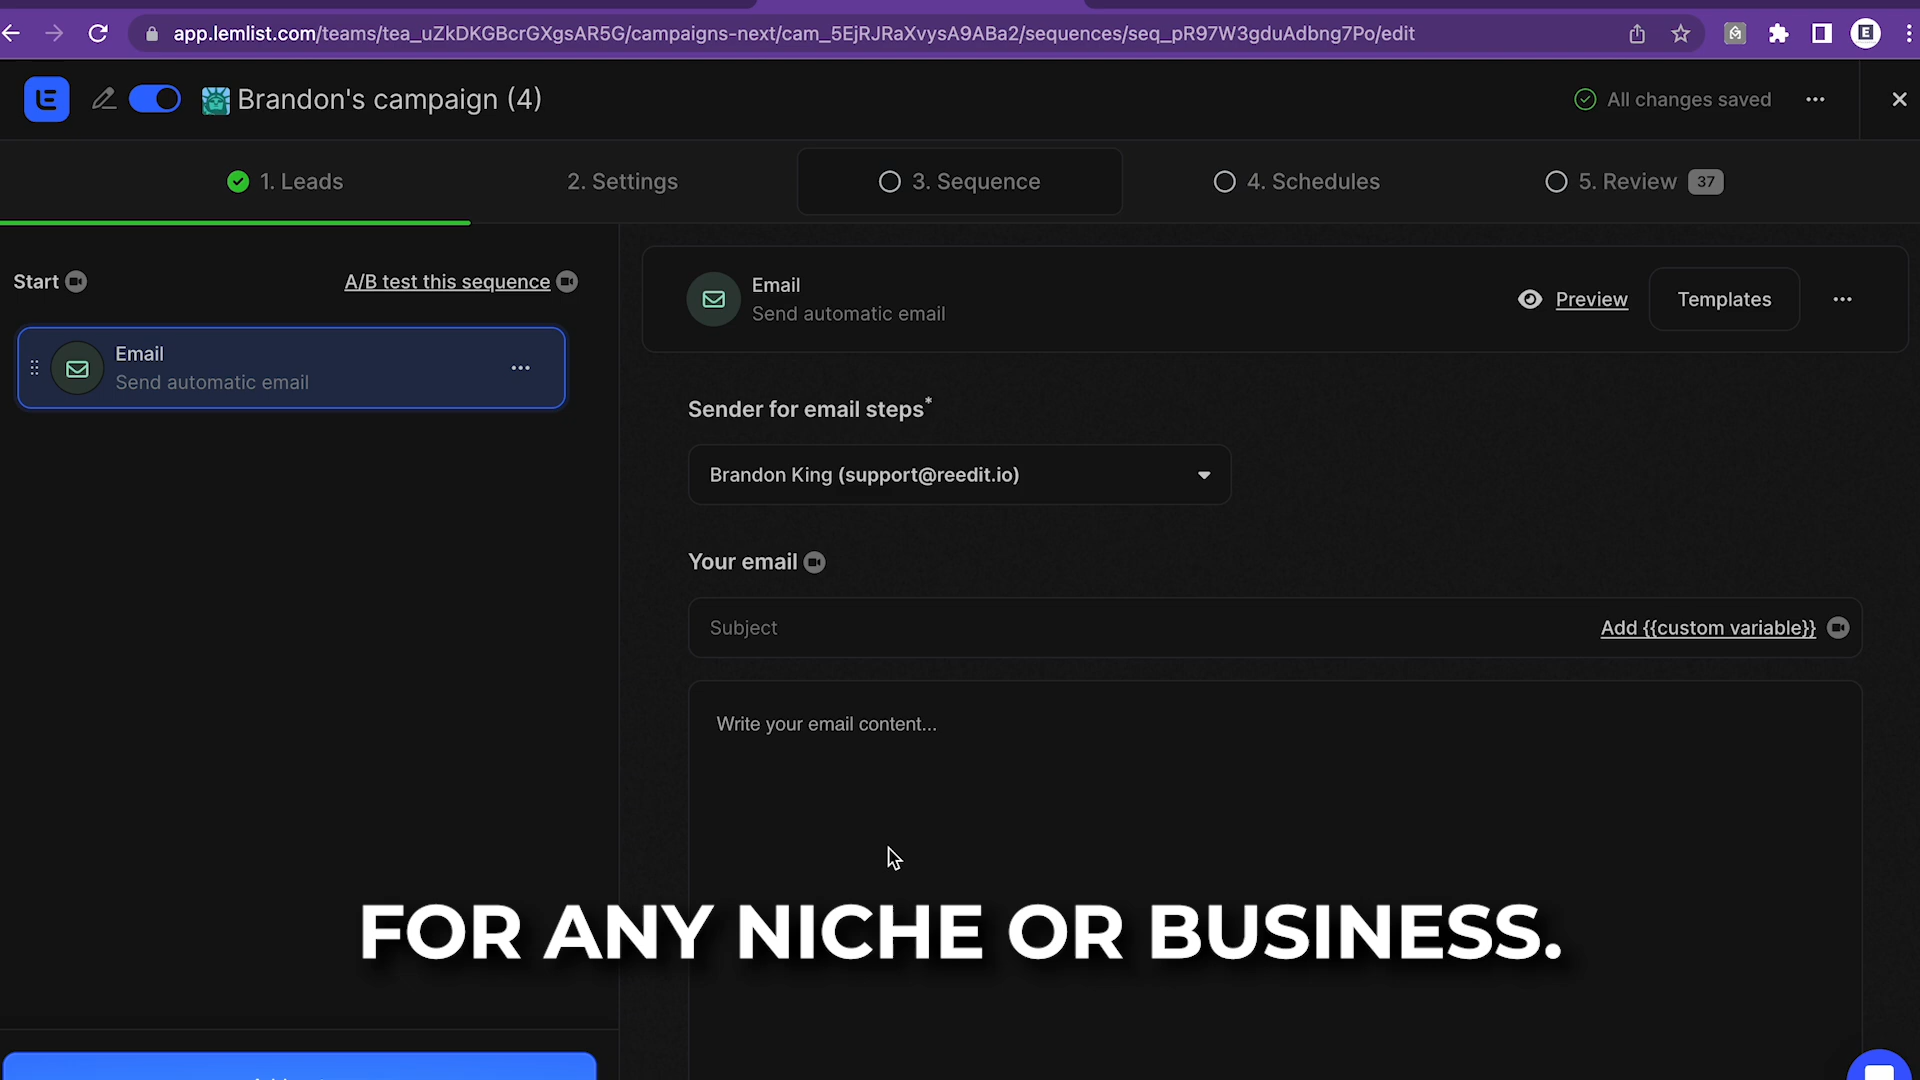 app.lemlist.com/teams/tea_uZkDKGBcrGXgsAR5G/campaigns-next/cam_5EjRJRaXvysA9ABa2/sequences/seq_pR97W3gduAdbng7Po/edit
E
Brandon's campaign (4)
All changes saved
1. Leads
2. Settings
3. Sequence
4. Schedules
5. Review 37
Start
A/B test this sequence
Email
Send automatic email
Email
Send automatic email
Preview
Templates
Sender for email steps*
Brandon King (support@reedit.io)
Your email
Subject
Add {{custom variable}}
Write your email content...
FOR ANY NICHE OR BUSINESS.